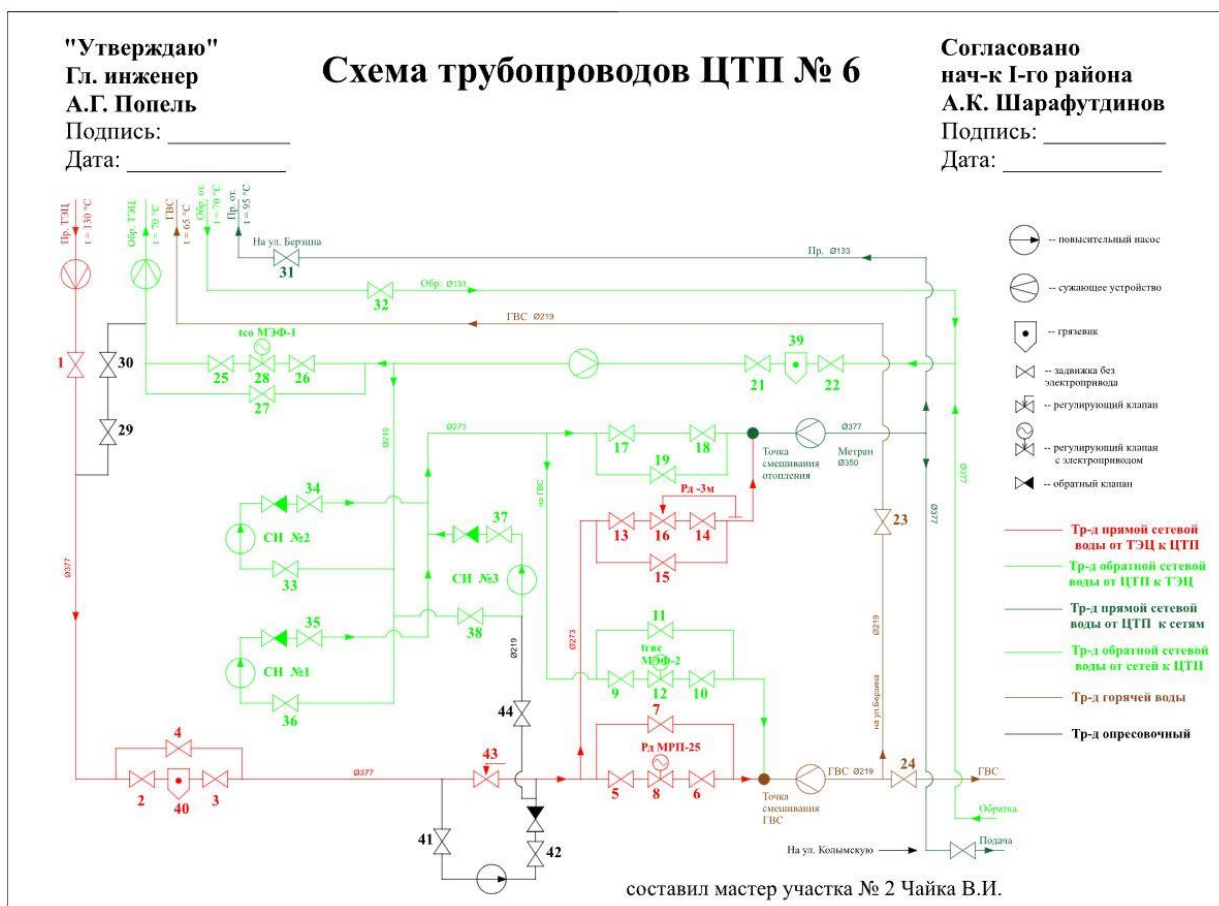 "Утверждаю"
Гл. инженер
А.Г. Попель
Подпись:
Дата:
Схема трубопроводов ЦТП № 6
Согласовано
нач-к I-го района
А.К. Шарафутдинов
Подпись:
Дата:
Пр. ТЭЦ
t = 130 °C
Обр. ТЭЦ
t = 70 °C
ГВС
t = 65 °C
Обр. от.
t = 70 °C
Пр. от.
t = 95 °C
На ул. Берзина
31
Пр. Ø133
32
Обр. Ø133
ГВС Ø219
1
30
29
tco МЭФ-1
25
28
26
27
21
39
22
Ø219
Ø273
на ГВС
17
18
19
Точка
смешивания
отопления
Ø377
Метран
Ø350
Ø377
Ø377
23
Рд -3м
13
16
14
15
34
СН №2
33
37
СН №3
38
35
СН №1
36
Ø219
44
Ø273
11
tгвс
МЭФ-2
9
12
10
7
Рд МРП-25
5
8
6
Ø219
на ул.Берзина
Ø377
4
2
40
3
Ø377
43
41
42
Точка
смешивания
ГВС
ГВС Ø219
24
ГВС
Обратка
На ул. Колымскую
Подача
-- повысительный насос
-- сужающее устройство
-- грязевик
-- задвижка без
электропривода
-- регулирующий клапан
-- регулирующий клапан
с электроприводом
-- обратный клапан
Тр-д прямой сетевой
воды от ТЭЦ к ЦТП
Тр-д обратной сетевой
воды от ЦТП к ТЭЦ
Тр-д прямой сетевой
воды от ЦТП к сетям
Тр-д обратной сетевой
воды от сетей к ЦТП
Тр-д горячей воды
Тр-д опресовочный
составил мастер участка № 2 Чайка В.И.